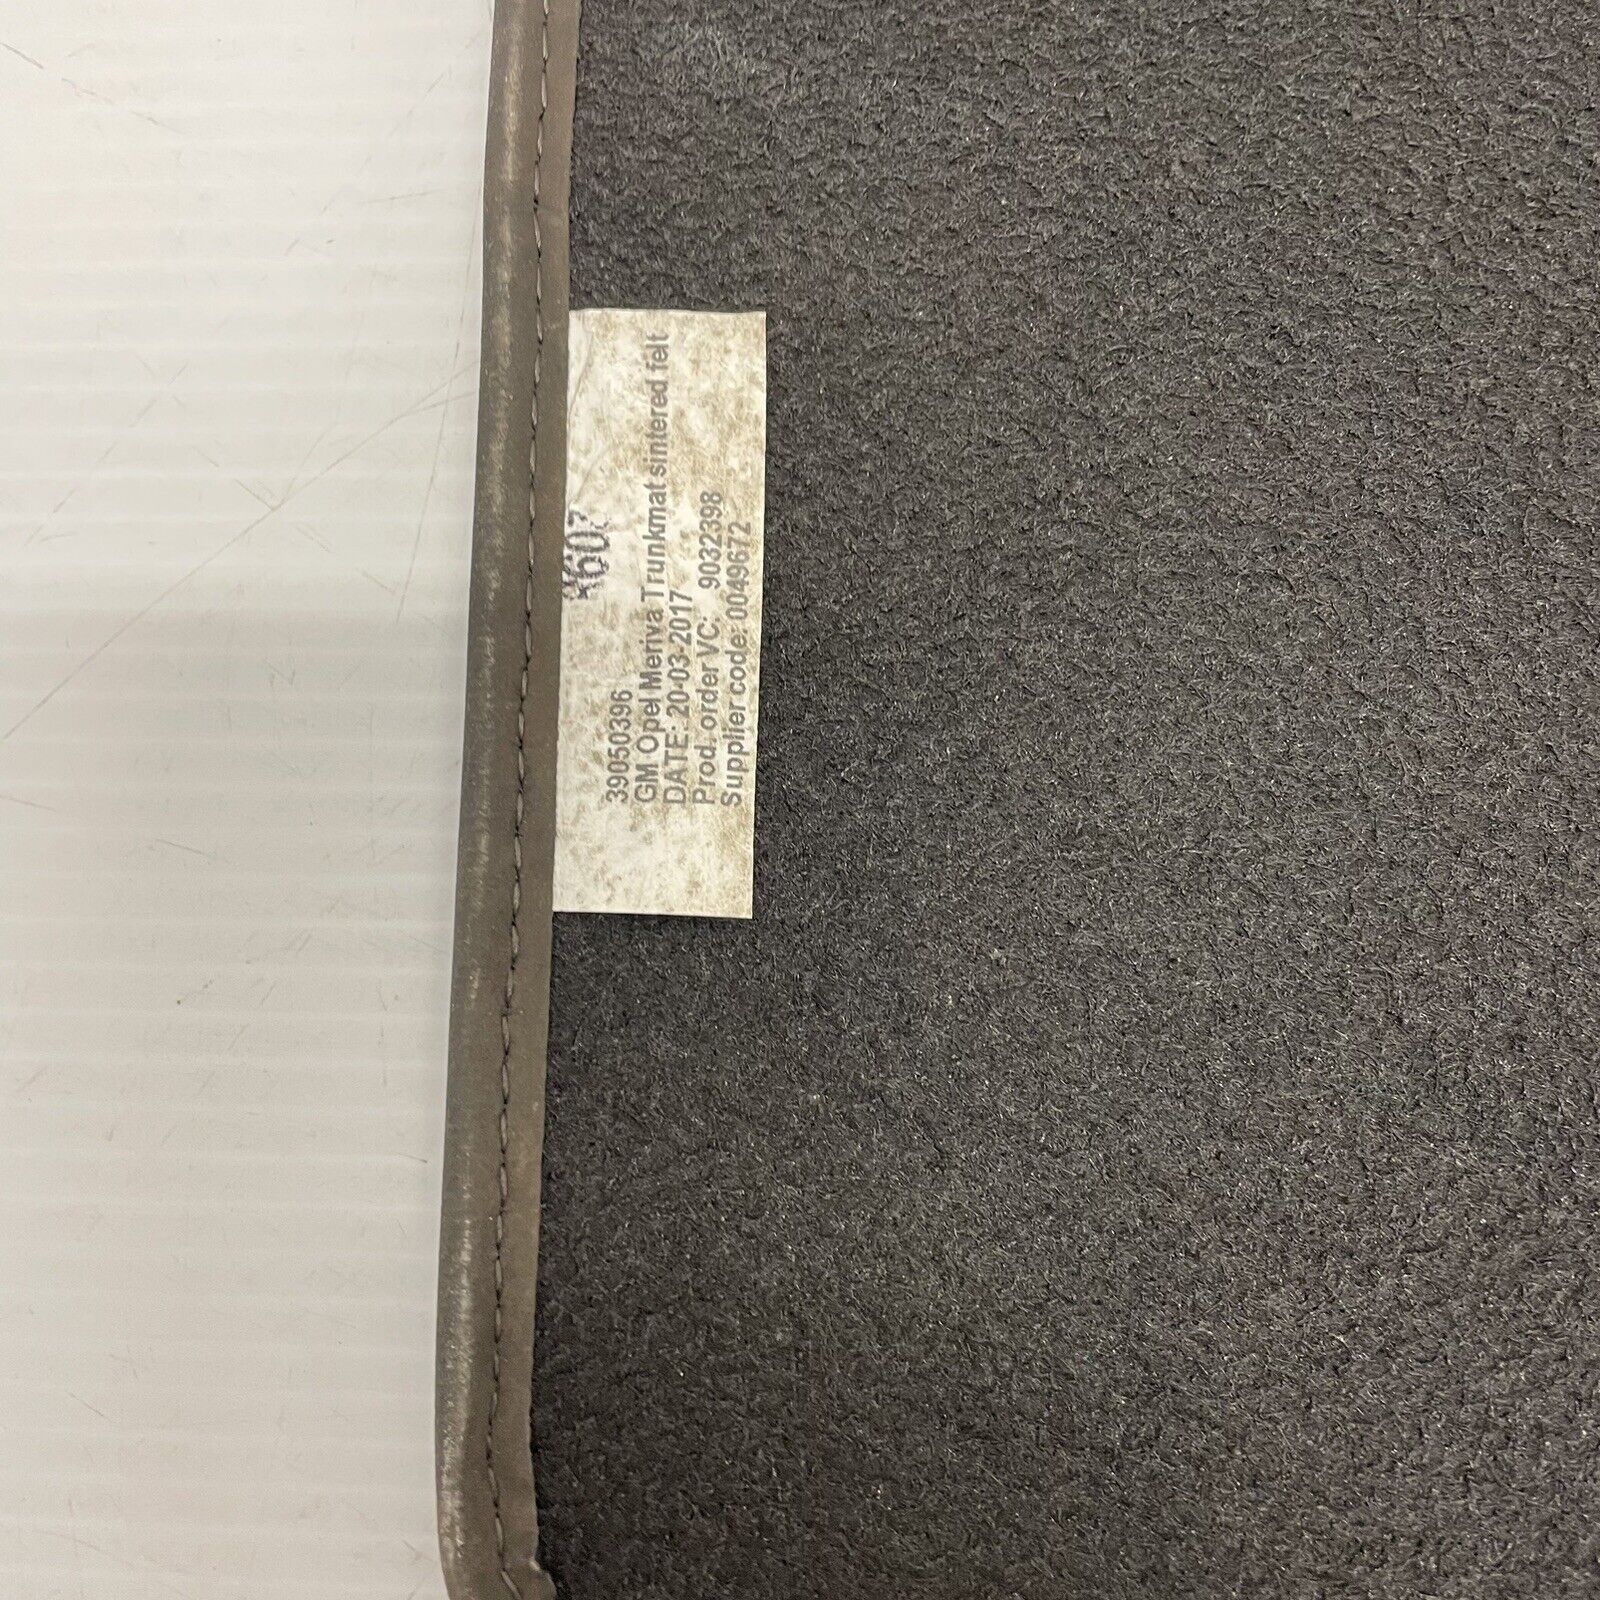 39050396
GM Opel Meriva Trunkmat sintered felt
DATE: 20-03-2017
Prod. order VC: 9032398
Supplier code: 0049672